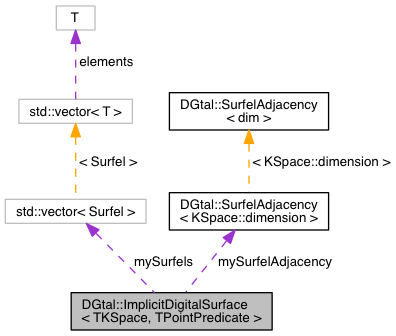 T
elements
std::vector< T >
DGtal::SurfelAdjacency
< dim >
< Surfel >
< KSpace::dimension >
std::vector< Surfel >
DGtal::SurfelAdjacency
< KSpace::dimension >
mySurfels
mySurfelAdjacency
DGtal::ImplicitDigitalSurface
< TKSpace, TPointPredicate >